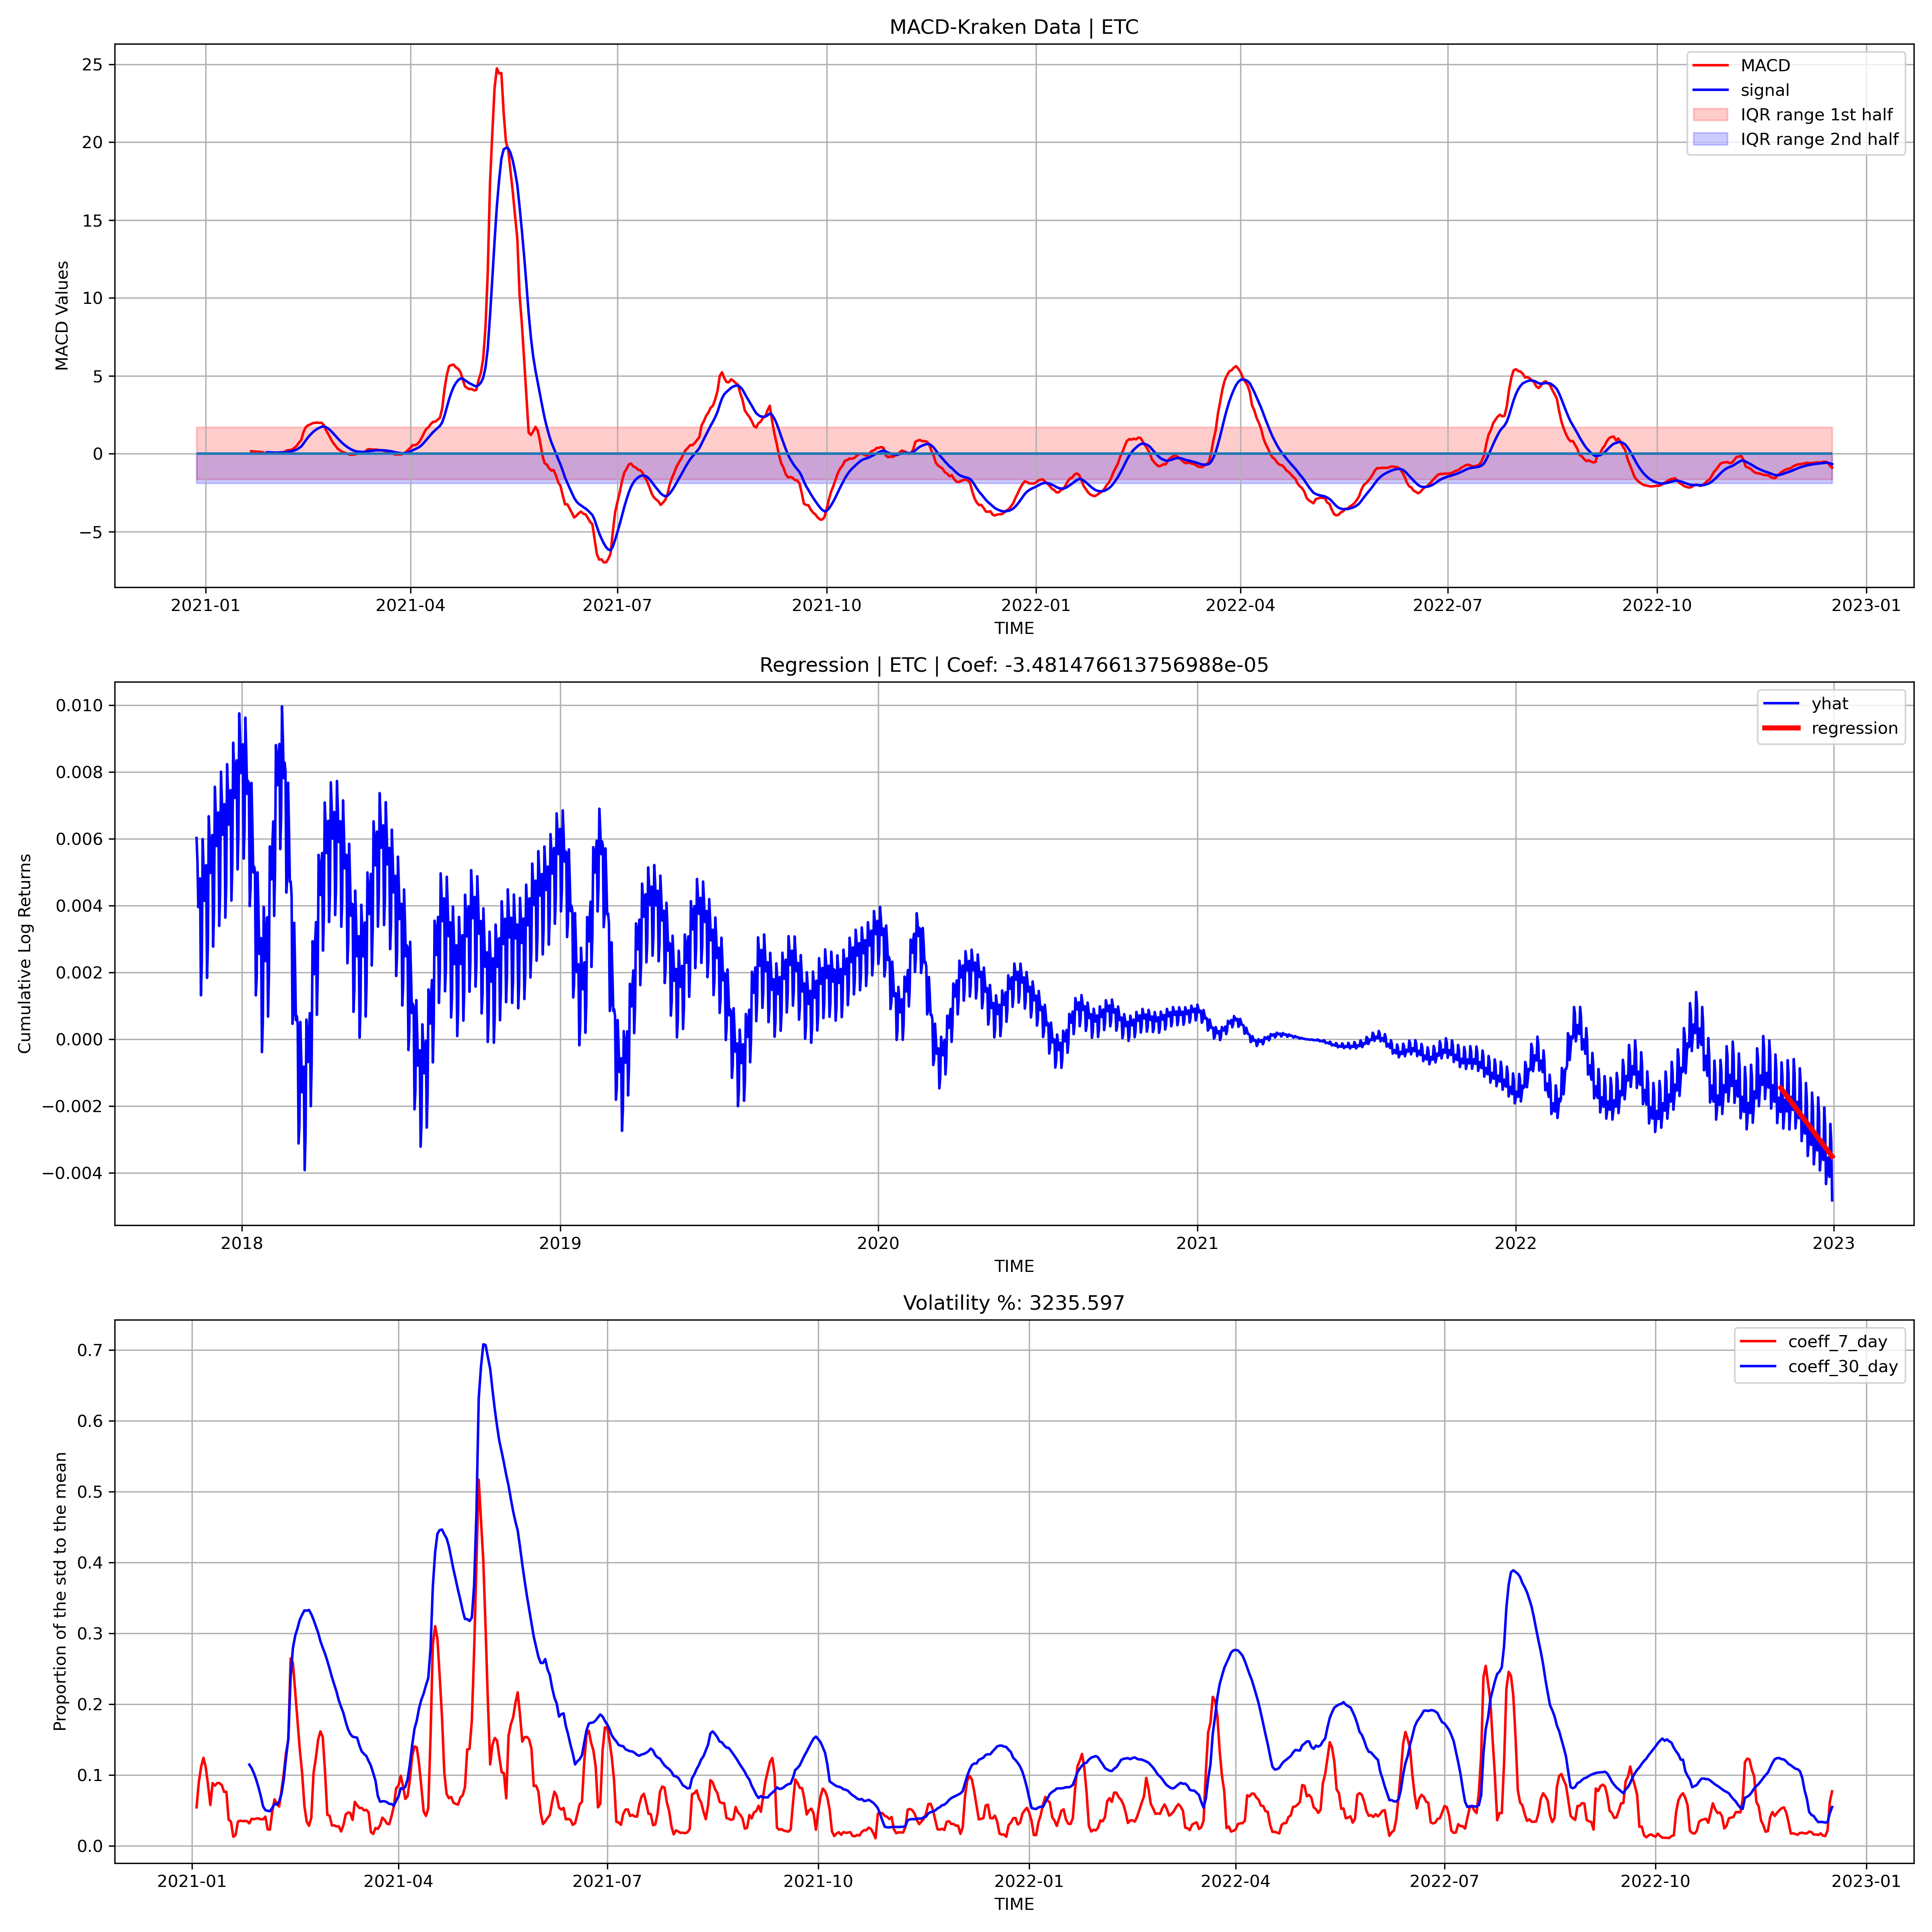 MACD-Kraken Data | ETC
MACD Values
25
20
15
10
5
0
−5
MACD
signal
IQR range 1st half
IQR range 2nd half
2021-01 2021-04 2021-07 2021-10 2022-01 2022-04 2022-07 2022-10 2023-01
TIME
Regression | ETC | Coef: -3.481476613756988e-05
Cumulative Log Returns
0.010
0.008
0.006
0.004
0.002
0.000
−0.002
−0.004
yhat
regression
2018 2019 2020 2021 2022 2023
TIME
Volatility %: 3235.597
Proportion of the std to the mean
0.7
0.6
0.5
0.4
0.3
0.2
0.1
0.0
coeff_7_day
coeff_30_day
2021-01 2021-04 2021-07 2021-10 2022-01 2022-04 2022-07 2022-10 2023-01
TIME